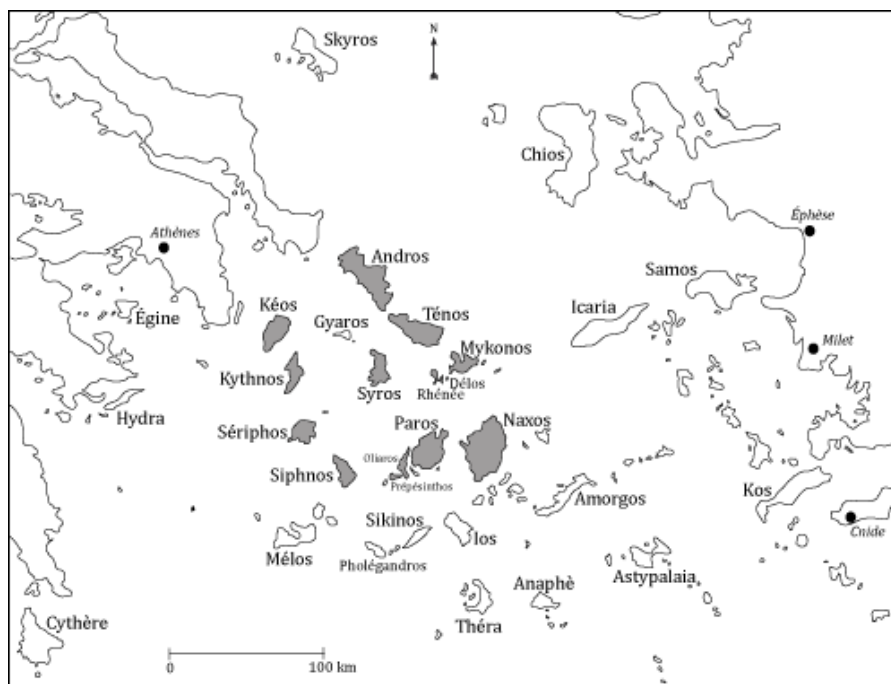 Skyros
N
Chios
Athènes
Éphèse
Andros
Samos
Égine
Kéos
Gyaros
Ténos
Icaria
Mykonos
Milet
Kythnos
Syros
Rhénée
Délos
Hydra
Sériphos
Paros
Naxos
Oliaros
Siphnos
Prépésinthos
Amorgos
Kos
Sikinos
Ios
Cnide
Mélos
Pholégandros
Anaphè
Astypalaia
Cythère
Théra
0
100 km